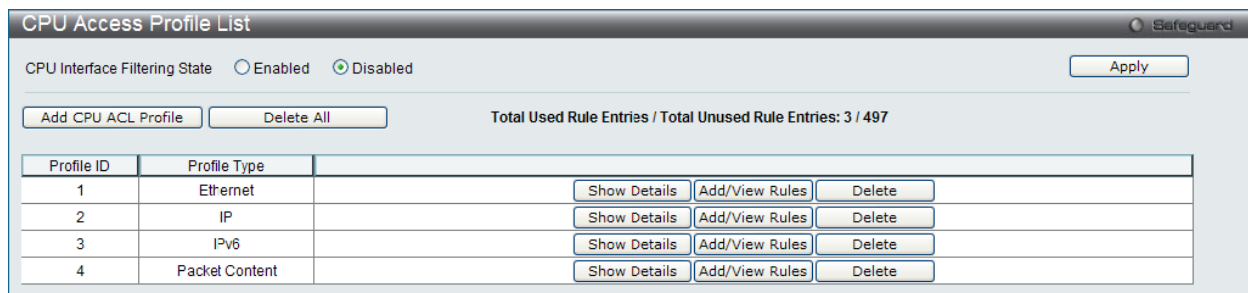 CPU Access Profile List Safeguard
CPU Interface Filtering State Enabled Disabled Apply
Add CPU ACL Profile Delete All Total Used Rule Entries / Total Unused Rule Entries: 3 / 497
Profile ID Profile Type
1 Ethernet Show Details Add/View Rules Delete
2 IP Show Details Add/View Rules Delete
3 IPv6 Show Details Add/View Rules Delete
4 Packet Content Show Details Add/View Rules Delete